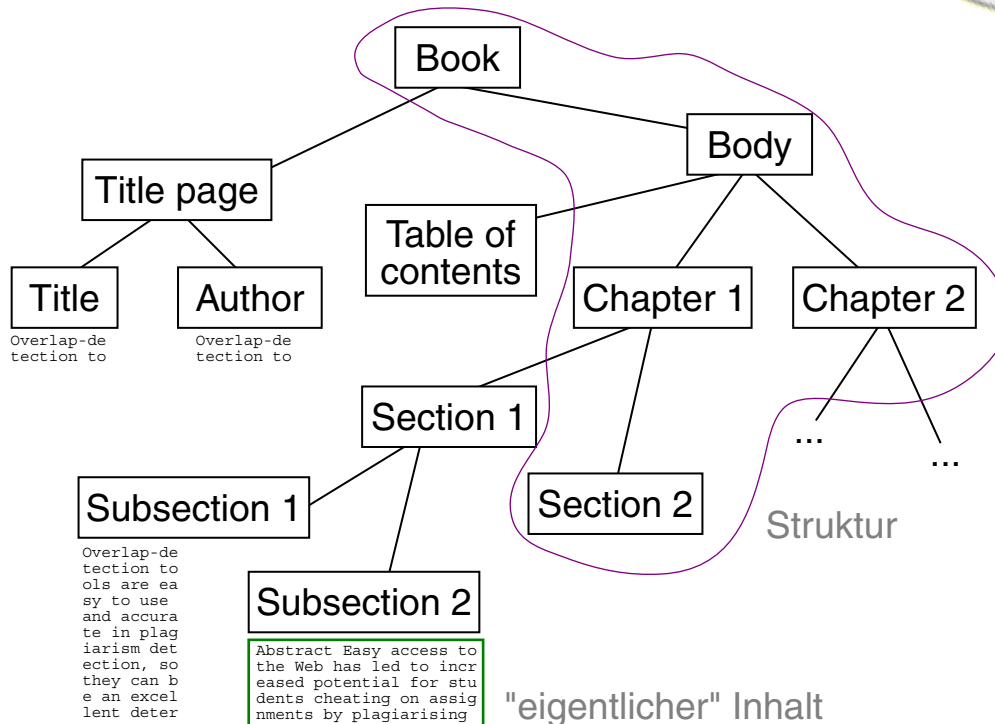 Book
Body
Title page
Table of
contents
Title
Author
Chapter 1
Chapter 2
Overlap-de
tection to
Overlap-de
tection to
Section 1
...
...
Subsection 1
Section 2
Struktur
Overlap-de
tection to
ols are ea
sy to use
and accura
te in plag
iarism det
ection, so
they can b
e an excel
lent deter
Subsection 2
Abstract Easy access to
the Web has led to incr
eased potential for stu
dents cheating on assig
nments by plagiarising
"eigentlicher" Inhalt